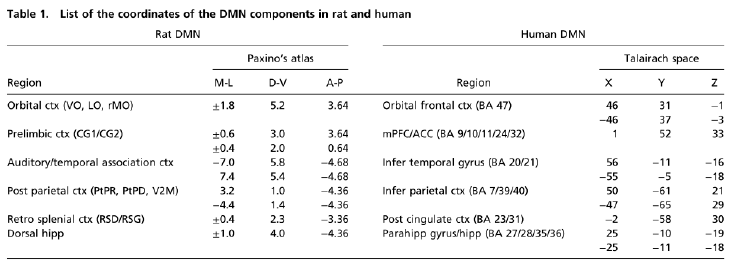 Table 1. List of the coordinates of the DMN components in rat and human
Rat DMN Human DMN
Paxino's atlas Talairach space
Region M-L D-V A-P Region X Y Z
Orbital ctx (VO, LO, rMO) ±1.8 5.2 3.64 Orbital frontal ctx (BA 47) 46 31 −1
−46 37 −3
Prelimbic ctx (CG1/CG2) ±0.6 3.0 3.64 mPFC/ACC (BA 9/10/11/24/32) 1 52 33
±0.4 2.0 0.64
Auditory/temporal association ctx −7.0 5.8 −4.68 Infer temporal gyrus (BA 20/21) 56 −11 −16
7.4 5.4 −4.68 −55 −5 −18
Post parietal ctx (PtPR, PtPD, V2M) 3.2 1.0 −4.36 Infer parietal ctx (BA 7/39/40) 50 −61 21
−4.4 1.4 −4.36 −47 −65 29
Retro splenial ctx (RSD/RSG) ±0.4 2.3 −3.36 Post cingulate ctx (BA 23/31) −2 −58 30
Dorsal hipp ±1.0 4.0 −4.36 Parahipp gyrus/hipp (BA 27/28/35/36) 25 −10 −19
−25 −11 −18